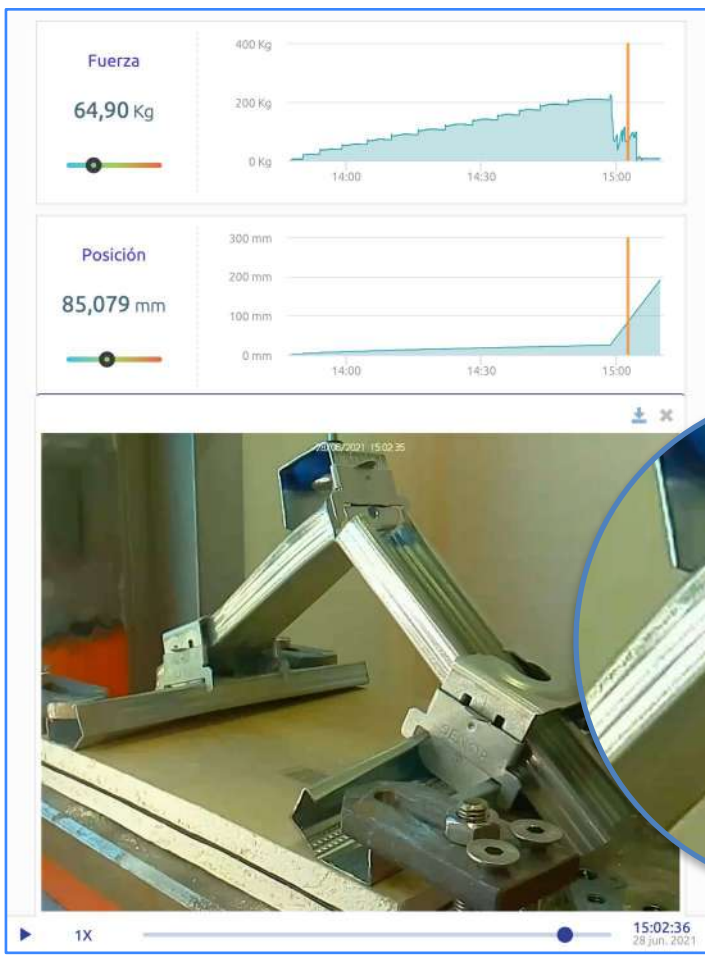 Fuerza
64,90 Kg
400 Kg
200 Kg
0 Kg
14:00 14:30 15:00
Posición
85,079 mm
300 mm
200 mm
100 mm
0 mm
14:00 14:30 15:00
28/06/2021 15:02:35
1X
15:02:36
28 jun. 2021